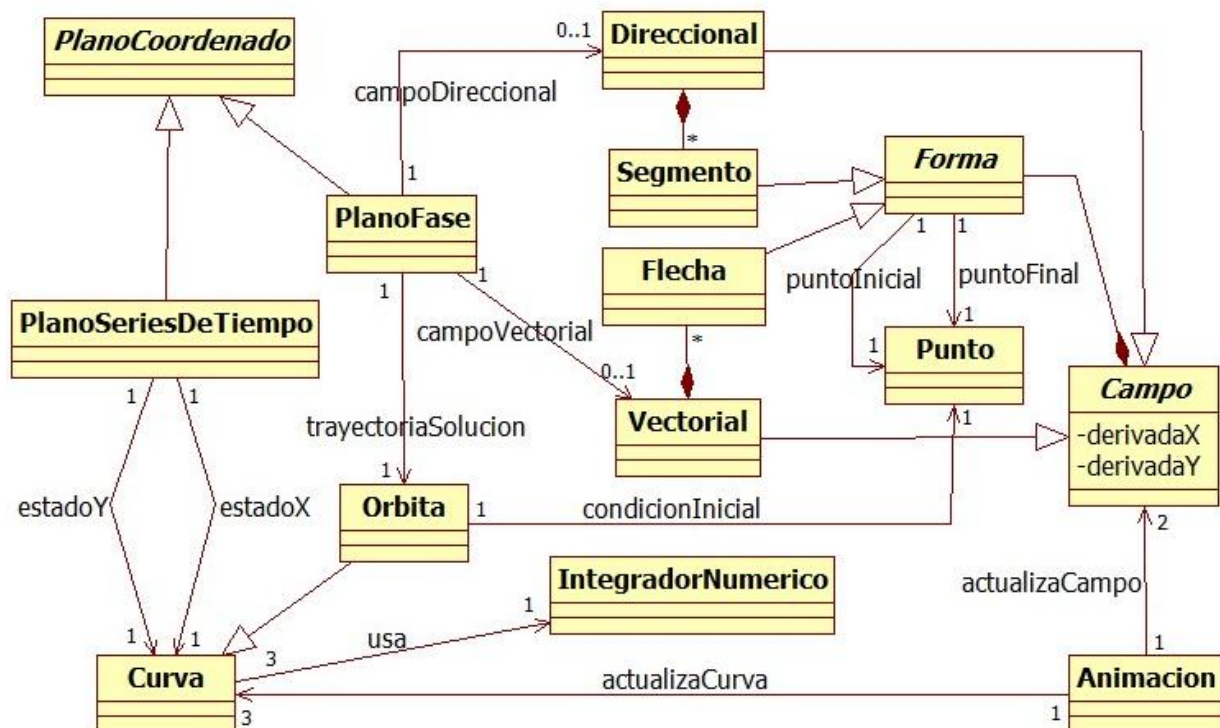 PlanoCoordenado
Direccional
0..1
campoDireccional
1
*
Segmento
Forma
PlanoFase
1
1
1
1
Flecha
puntoInicial
puntoFinal
PlanoSeriesDeTiempo
campoVectorial
*
1
1
Punto
0..1
1
1
1
Campo
-derivadaX
-derivadaY
Vectorial
trayectoriaSolucion
1
estadoY
estadoX
Orbita
1
condicionInicial
2
IntegradorNumerico
actualizaCampo
1
1
usa
1
3
1
Curva
actualizaCurva
Animacion
3
1